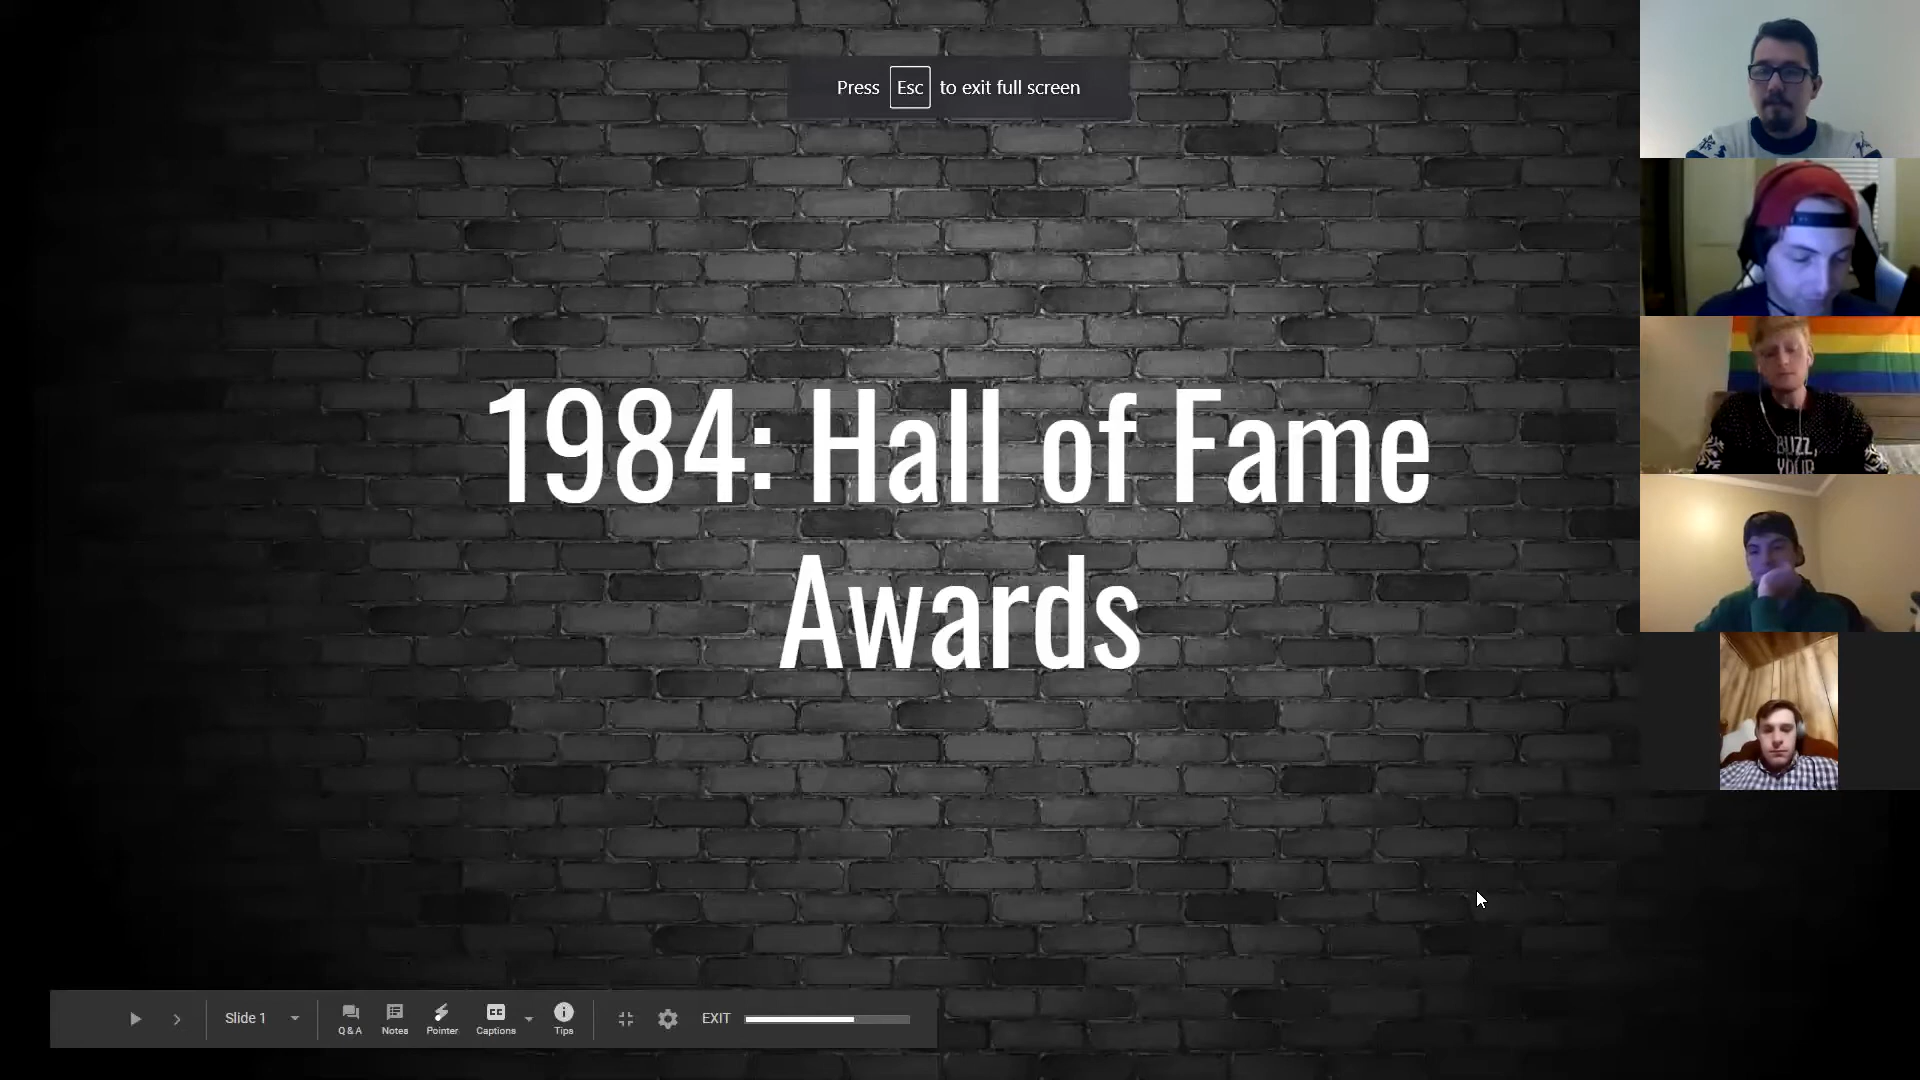 Press Esc to exit full screen
1984: Hall of Fame
Awards
BUZZ,
YOUR
Slide 1
Q&A
Notes
Pointer
CC
Captions
Tips
EXIT